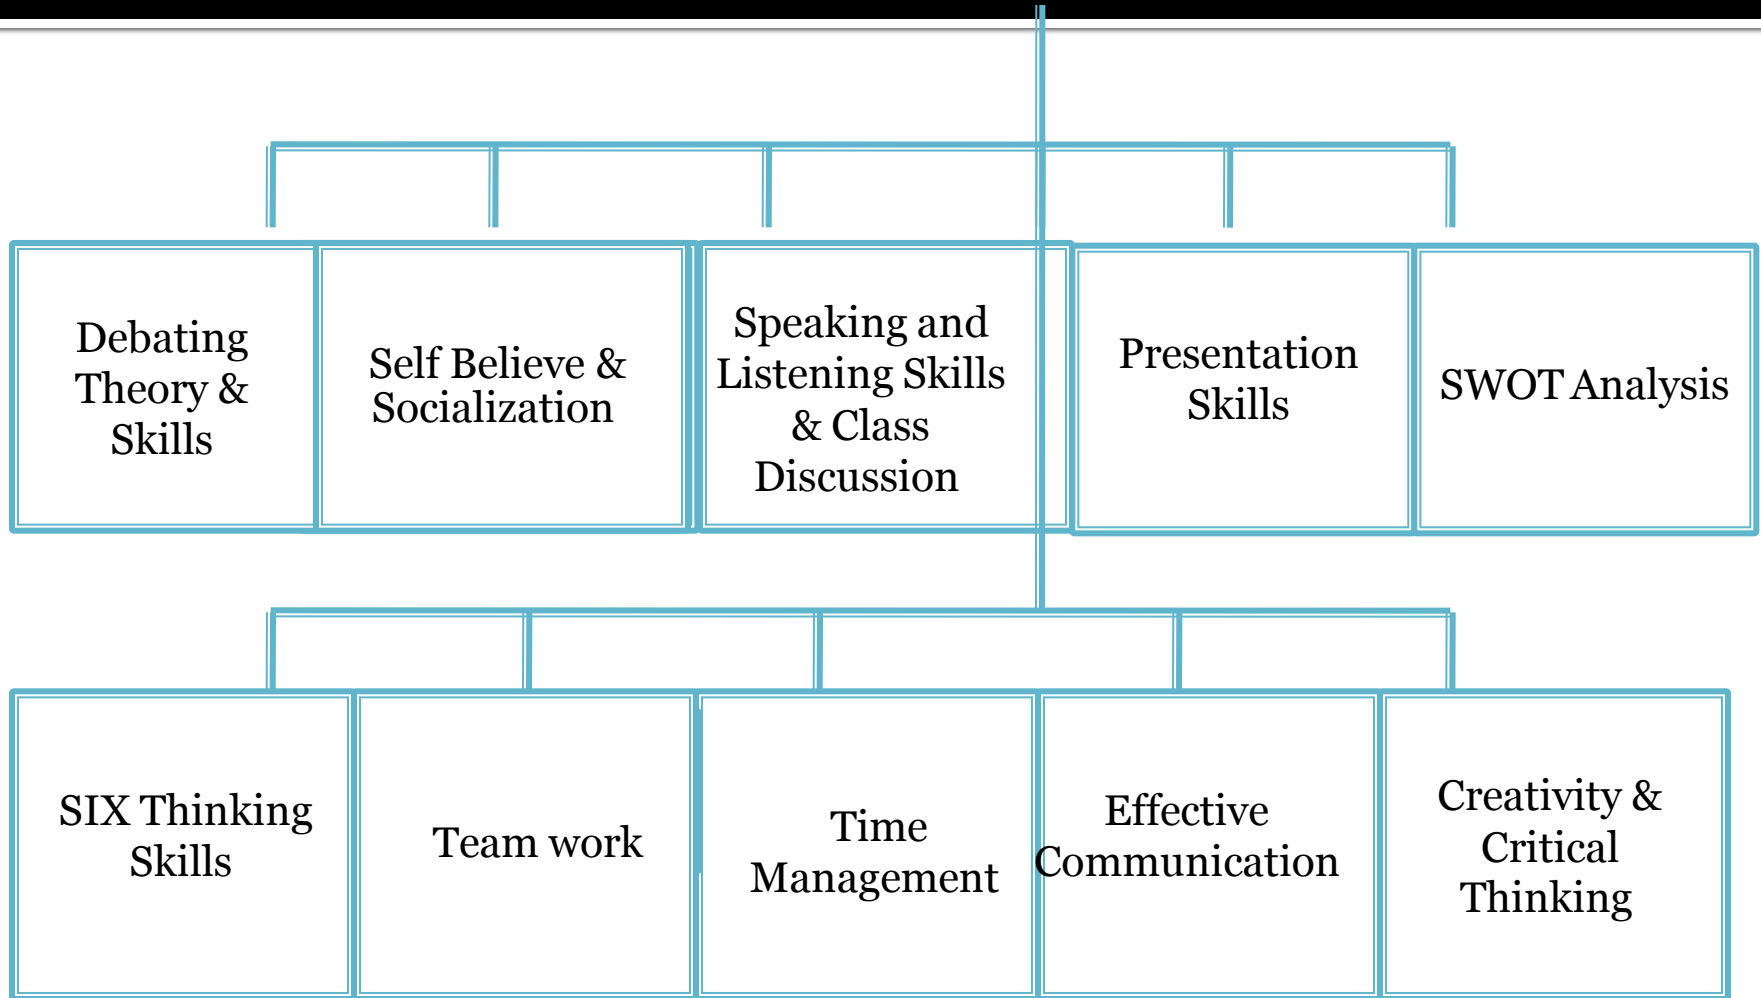 Debating
Theory &
Skills
Self Believe &
Socialization
Speaking and
Listening Skills
& Class
Discussion
Presentation
Skills
SWOT Analysis
SIX Thinking
Skills
Team work
Time
Management
Effective
Communication
Creativity &
Critical
Thinking